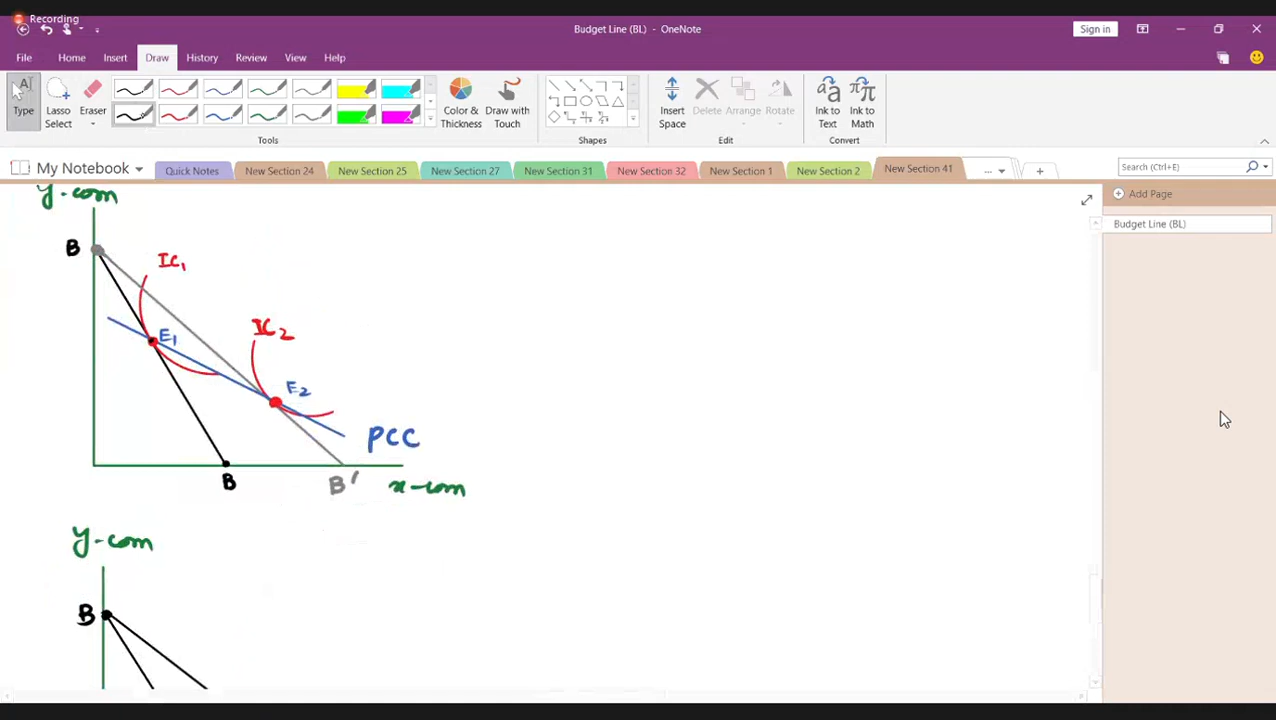 Recording
Budget Line (BL) - OneNote
Sign in
File Home Insert Draw History Review View Help
Type
Lasso Select
Eraser
Color & Thickness
Draw with Touch
Insert Space
Delete
Arrange
Rotate
Ink to Text
Ink to Math
Tools
Shapes
Edit
Convert
My Notebook
Quick Notes
New Section 24
New Section 25
New Section 27
New Section 31
New Section 32
New Section 1
New Section 2
New Section 41
...
Search (Ctrl+E)
Add Page
Budget Line (BL)
y-com
B
IC₁
IC₂
E₁
E₂
PCC
B
B'
x-com
y-com
B